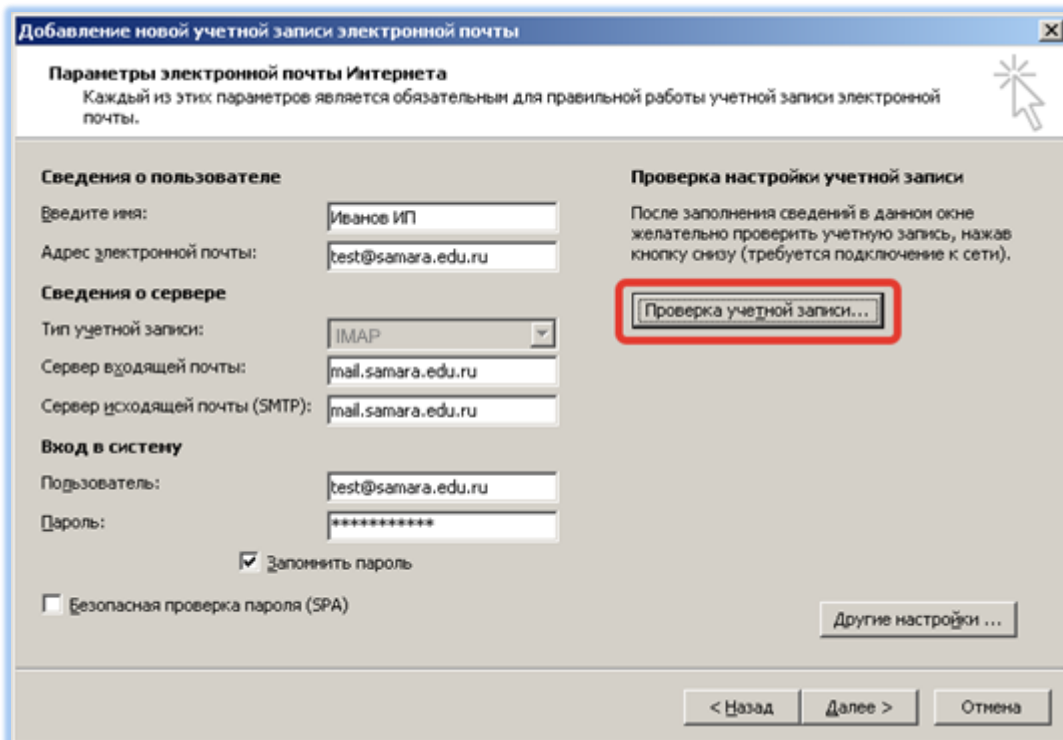 Добавление новой учетной записи электронной почты
Параметры электронной почты Интернета
Каждый из этих параметров является обязательным для правильной работы учетной записи электронной
почты.
Сведения о пользователе
Введите имя: Иванов ИП
Адрес электронной почты: test@samara.edu.ru
Сведения о сервере
Тип учетной записи: IMAP
Сервер входящей почты: mail.samara.edu.ru
Сервер исходящей почты (SMTP): mail.samara.edu.ru
Вход в систему
Пользователь: test@samara.edu.ru
Пароль: ***********
Запомнить пароль
Безопасная проверка пароля (SPA)
Проверка настройки учетной записи
После заполнения сведений в данном окне
желательно проверить учетную запись, нажав
кнопку снизу (требуется подключение к сети).
Проверка учетной записи...
Другие настройки ...
< Назад
Далее >
Отмена